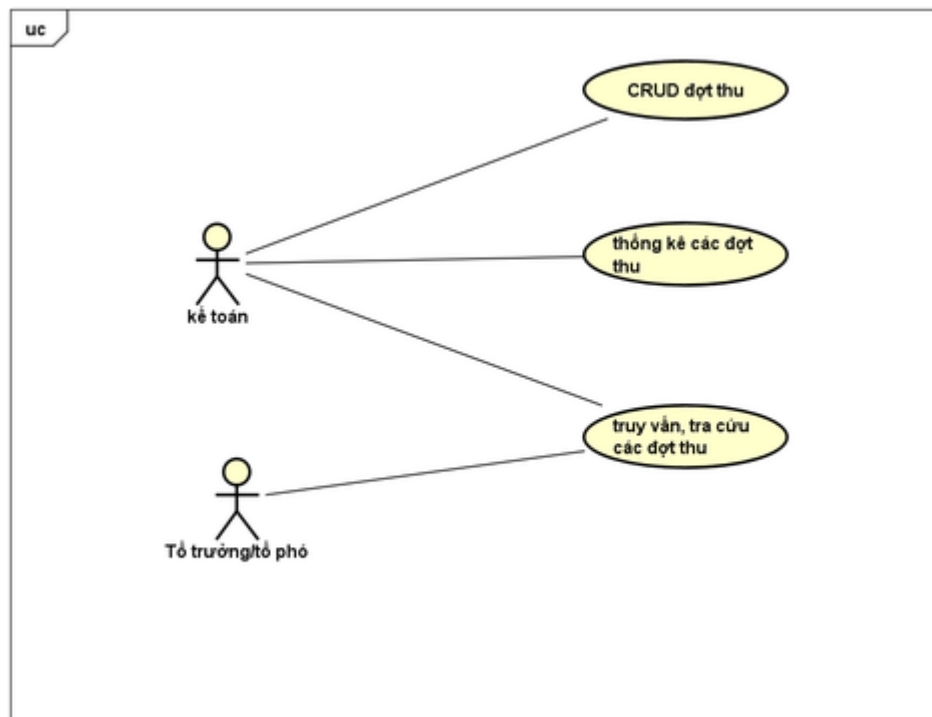 uc
CRUD đợt thu
thống kê các đợt
thu
kế toán
truy vấn, tra cứu
các đợt thu
Tổ trưởng/tổ phó